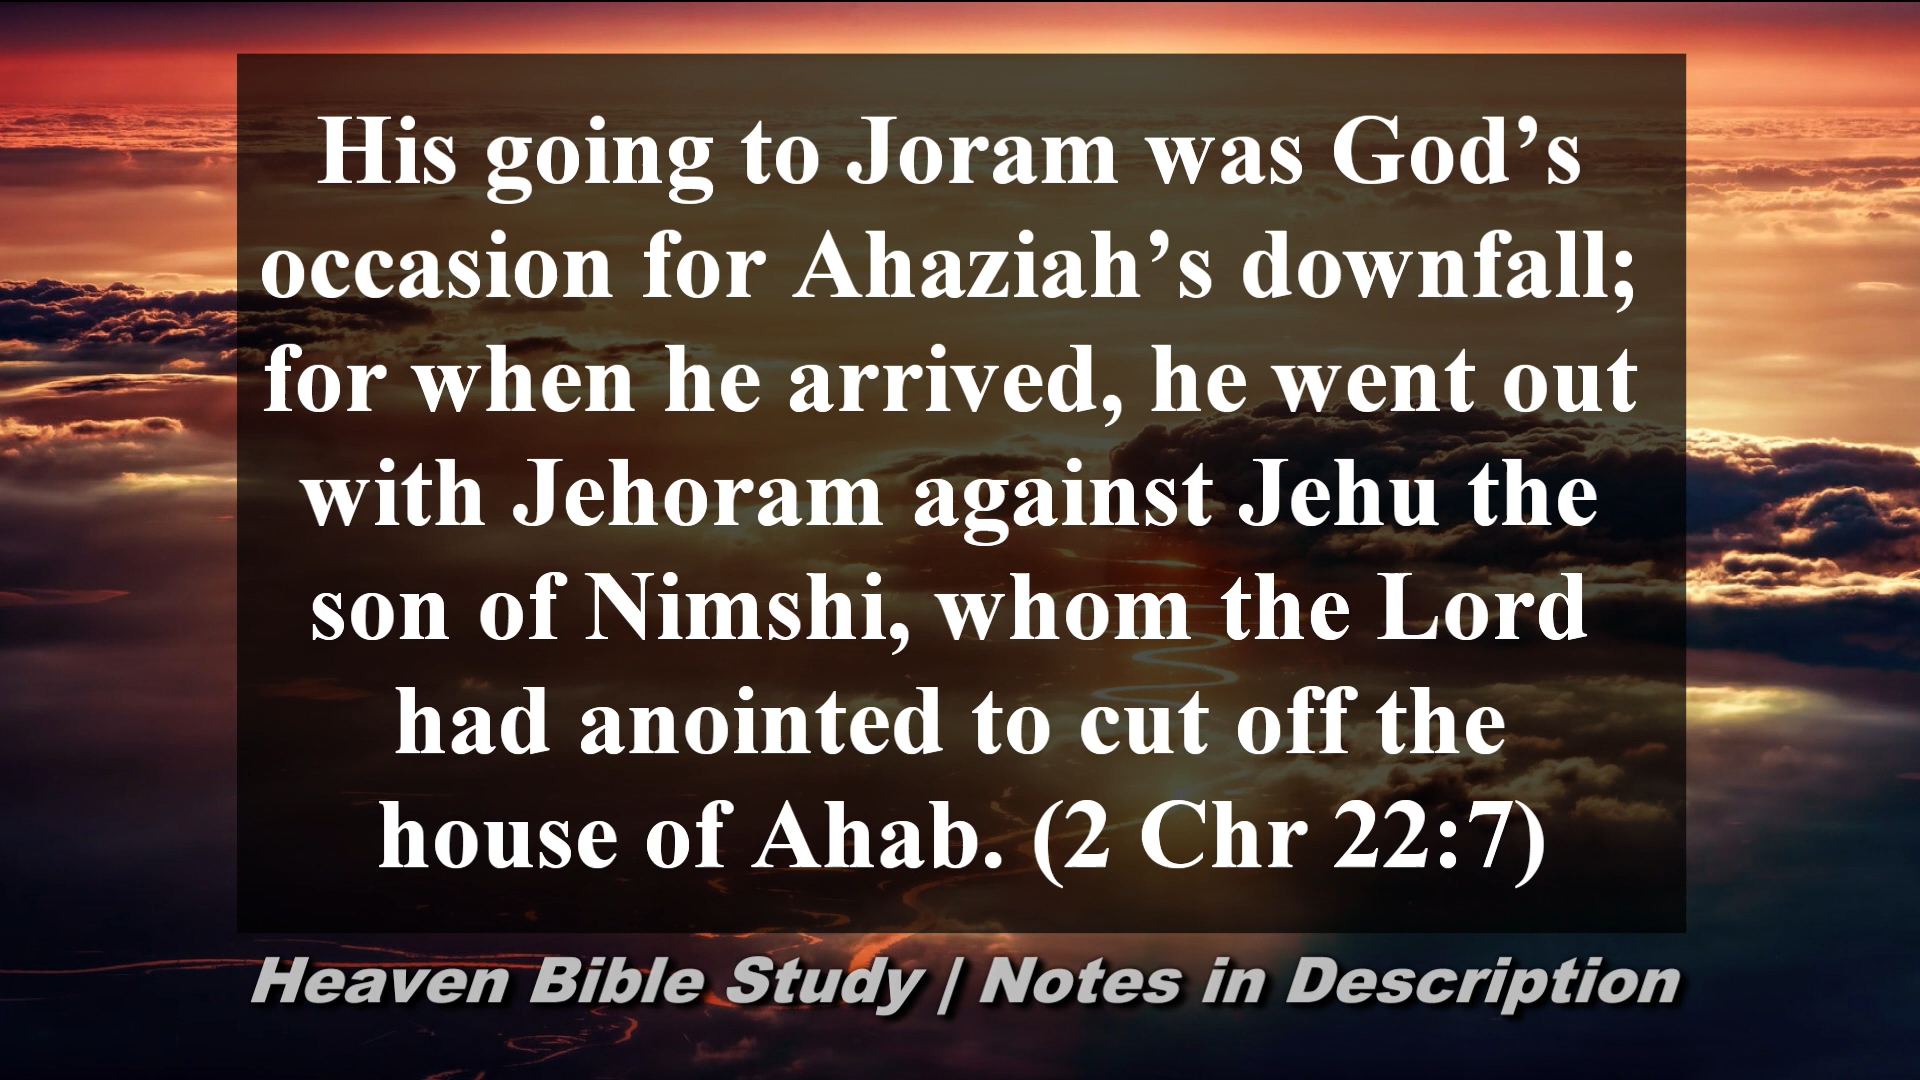 His going to Joram was God’s
occasion for Ahaziah’s downfall;
for when he arrived, he went out
with Jehoram against Jehu the
son of Nimshi, whom the Lord
had anointed to cut off the
house of Ahab. (2 Chr 22:7)
Heaven Bible Study | Notes in Description